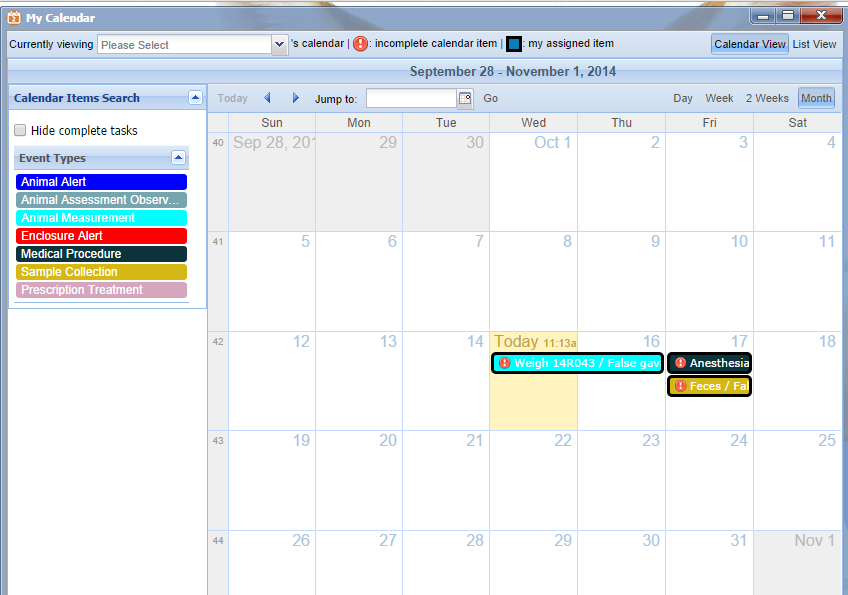 My Calendar
Currently viewing Please Select 's calendar | ! : incomplete calendar item | : my assigned item Calendar View List View
September 28 - November 1, 2014
Calendar Items Search
Today Jump to: Go Day Week 2 Weeks Month
Hide complete tasks
Event Types
Animal Alert
Animal Assessment Observ...
Animal Measurement
Enclosure Alert
Medical Procedure
Sample Collection
Prescription Treatment
Sun Mon Tue Wed Thu Fri Sat
40 Sep 28, 201 29 30 Oct 1 2 3 4
41 5 6 7 8 9 10 11
42 12 13 14 Today 11:13a 16 17 18
! Weigh 14R043 / False gav ! Anesthesia
! Feces / Fal
43 19 20 21 22 23 24 25
44 26 27 28 29 30 31 Nov 1